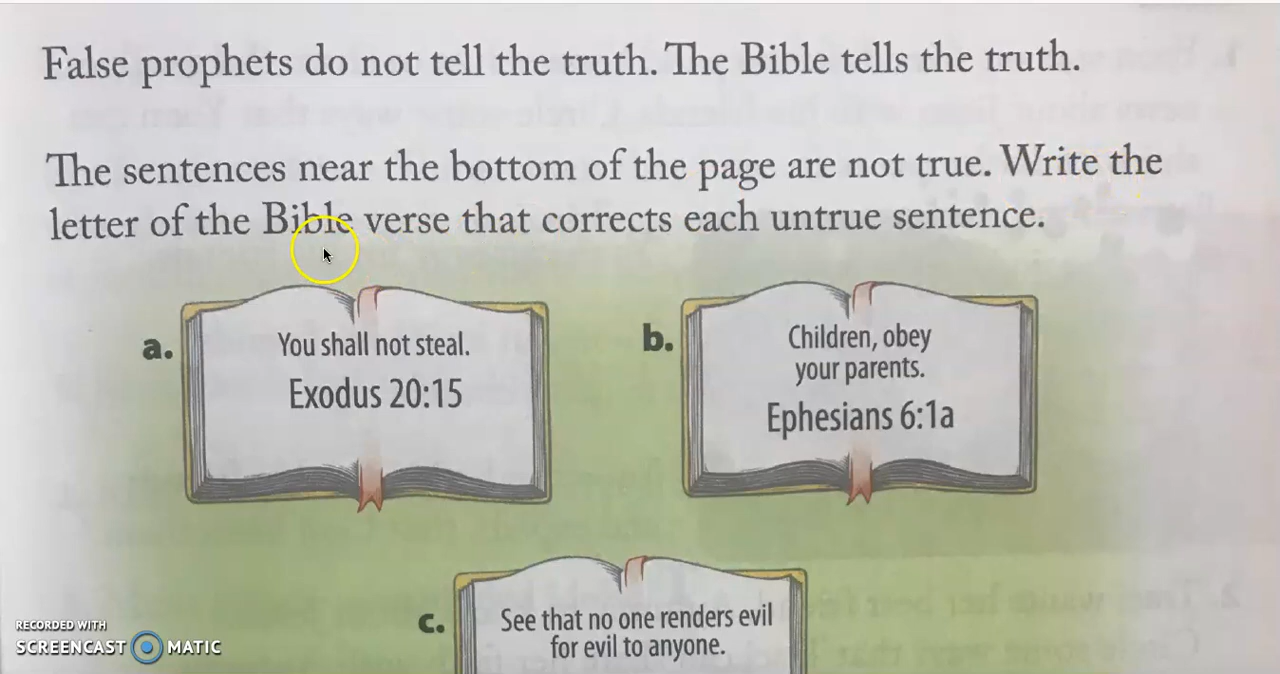 False prophets do not tell the truth. The Bible tells the truth.
The sentences near the bottom of the page are not true. Write the
letter of the Bible verse that corrects each untrue sentence.
a.
You shall not steal.
Exodus 20:15
b.
Children, obey
your parents.
Ephesians 6:1a
c.
See that no one renders evil
for evil to anyone.
RECORDED WITH
SCREENCAST MATIC